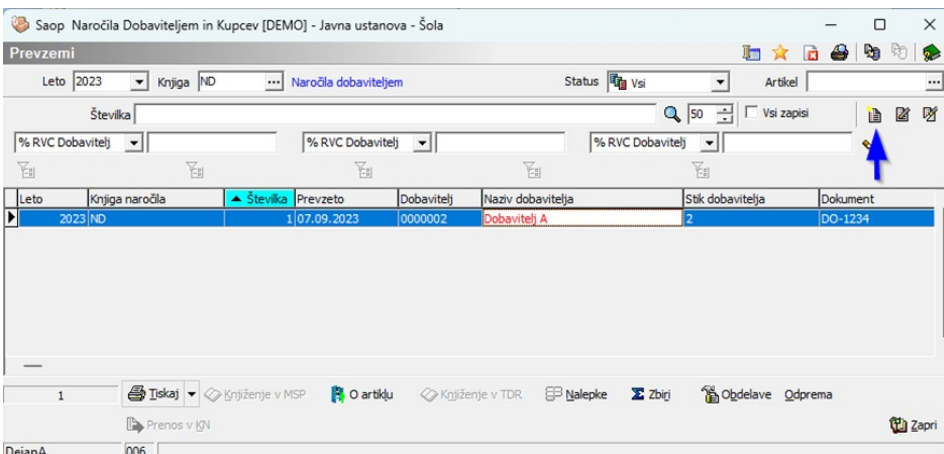 Saop Naročila Dobaviteljem in Kupcev [DEMO] - Javna ustanova - Šola
Prevzemi
Leto 2023 Knjiga ND ... Naročila dobaviteljem Status Vsi Artikel ...
Številka 50 Vsi zapisi
% RVC Dobavitelj % RVC Dobavitelj % RVC Dobavitelj
Leto Knjiga naročila Številka Prevzeto Dobavitelj Naziv dobavitelja Stik dobavitelja Dokument
2023 ND 1 07.09.2023 0000002 Dobavitelj A 2 DO-1234
1 Tiskaj Knjiženje v MSP O artiklu Knjiženje v TDR Nalepke Zbirj Obdelave Odprema
Prenos v KN Zapri
DejanA 006